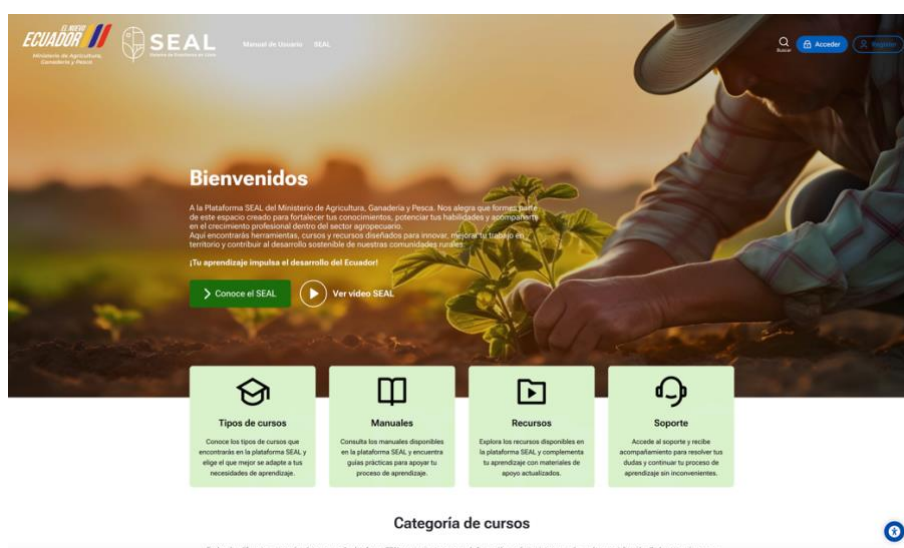 EL NUEVO
ECUADOR
Ministerio de Agricultura,
Ganadería y Pesca
SEAL
Manual de Usuario SEAL
Buscar
Acceder
Bienvenidos
A la Plataforma SEAL del Ministerio de Agricultura, Ganadería y Pesca. Nos alegra que formes parte
de este espacio creado para fortalecer tus conocimientos, potenciar tus habilidades y acompañarte
en el crecimiento profesional dentro del sector agropecuario.
Aquí encontrarás herramientas, cursos y recursos diseñados para innovar, mejorar tu trabajo en
territorio y contribuir al desarrollo sostenible de nuestras comunidades rurales
¡Tu aprendizaje impulsa el desarrollo del Ecuador!
Conoce el SEAL
Ver video SEAL
Tipos de cursos
Conoce los tipos de cursos que
encontrarás en la plataforma SEAL y
elige el que mejor se adapte a tus
necesidades de aprendizaje.
Manuales
Consulta los manuales disponibles
en la plataforma SEAL y encuentra
guías prácticas para apoyar tu
proceso de aprendizaje.
Recursos
Explora los recursos disponibles en
la plataforma SEAL y complementa
tu aprendizaje con materiales de
apoyo actualizados.
Soporte
Accede al soporte y recibe
acompañamiento para resolver tus
dudas y continuar tu proceso de
aprendizaje sin inconvenientes.
Categoría de cursos